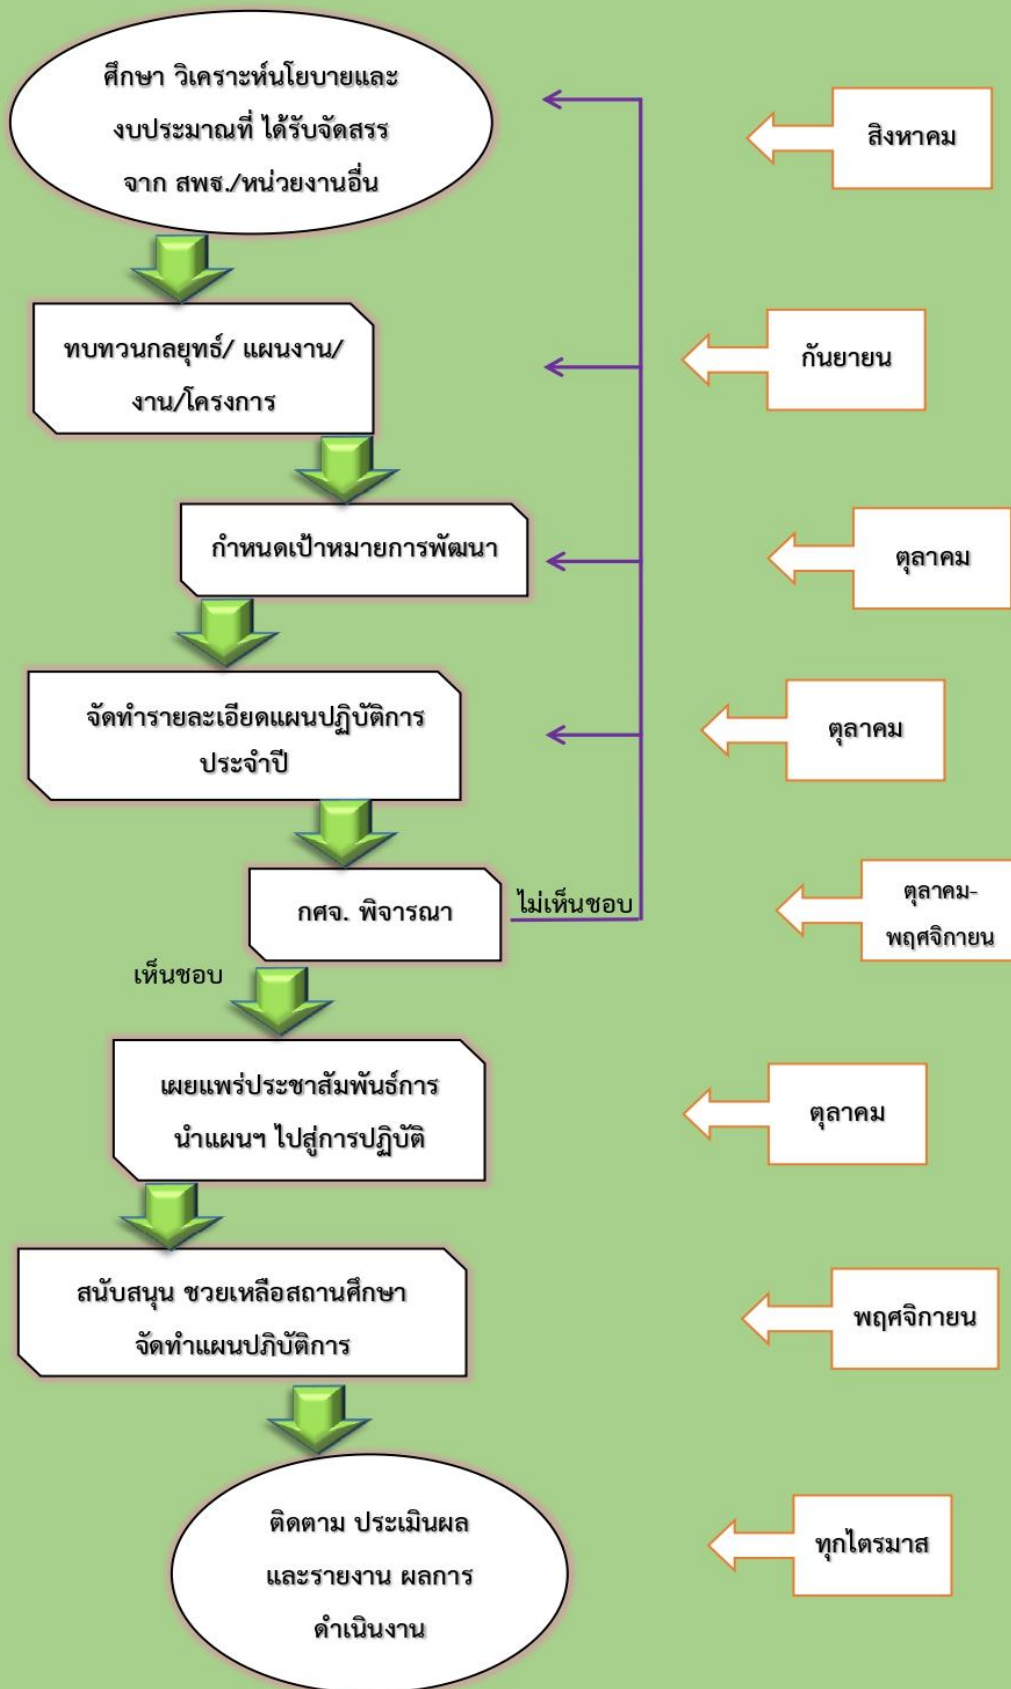 ศึกษา วิเคราะห์นโยบายและ
งบประมาณที่ ได้รับจัดสรร
จาก สพฐ./หน่วยงานอื่น
สิงหาคม
ทบทวนกลยุทธ์/ แผนงาน/
งาน/โครงการ
กันยายน
กำหนดเป้าหมายการพัฒนา
ตุลาคม
จัดทำรายละเอียดแผนปฏิบัติการ
ประจำปี
ตุลาคม
กศจ. พิจารณา
ไม่เห็นชอบ
ตุลาคม-
พฤศจิกายน
เห็นชอบ
เผยแพร่ประชาสัมพันธ์การ
นำแผนฯ ไปสู่การปฏิบัติ
ตุลาคม
สนับสนุน ช่วยเหลือสถานศึกษา
จัดทำแผนปฏิบัติการ
พฤศจิกายน
ติดตาม ประเมินผล
และรายงาน ผลการ
ดำเนินงาน
ทุกไตรมาส